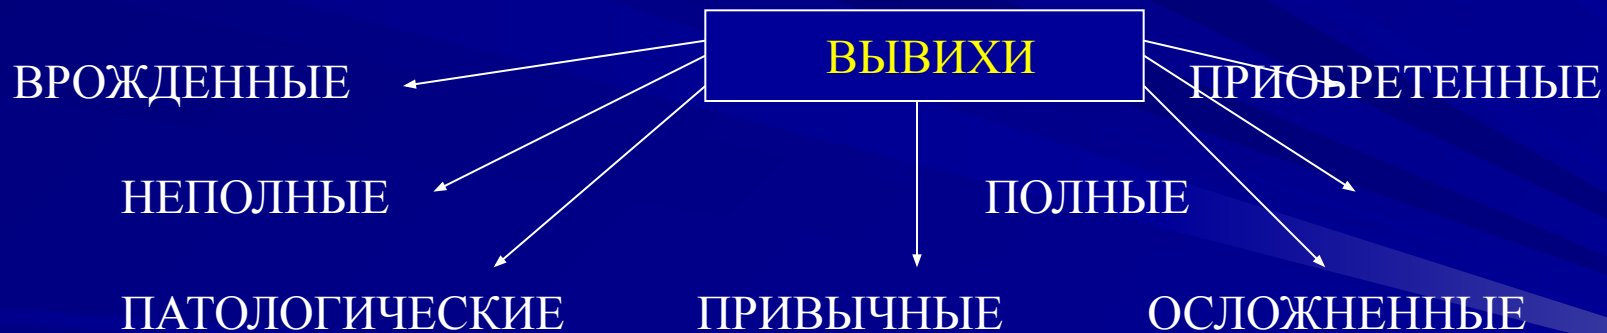 ВЫВИХИ
ВРОЖДЕННЫЕ ПРИОБРЕТЕННЫЕ
НЕПОЛНЫЕ ПОЛНЫЕ
ПАТОЛОГИЧЕСКИЕ ПРИВЫЧНЫЕ ОСЛОЖНЕННЫЕ